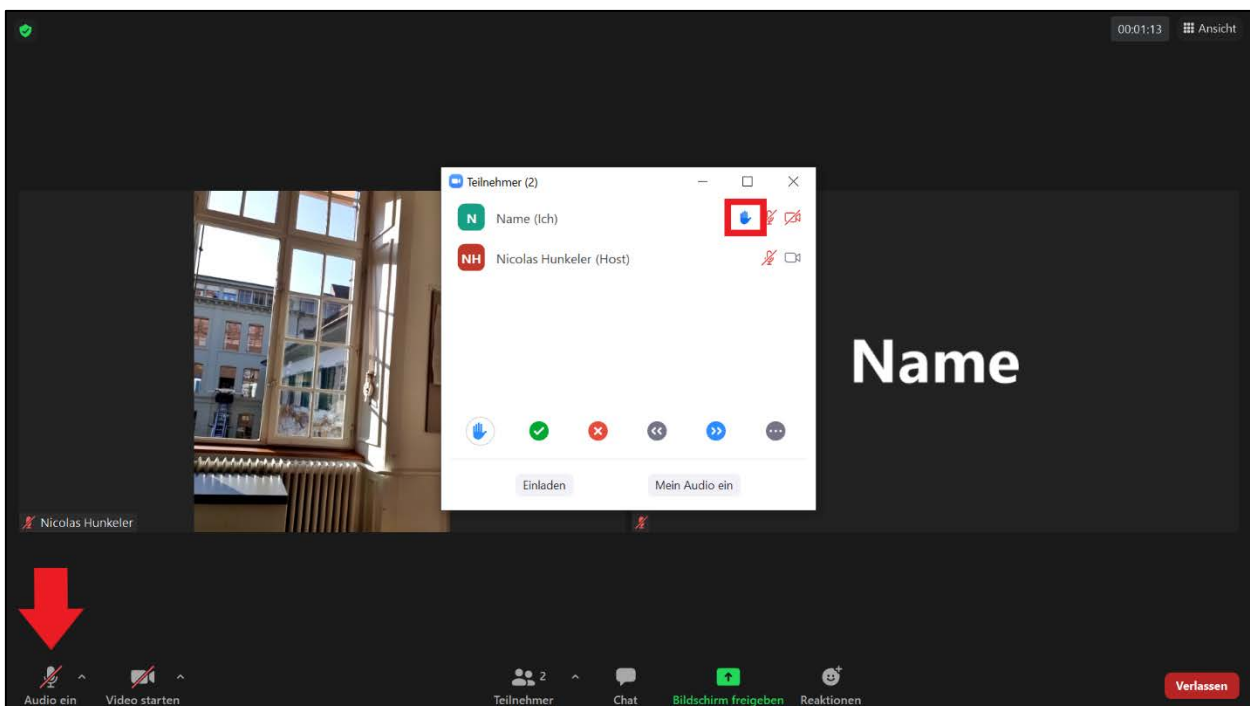 00:01:13 Ansicht
Teilnehmer (2)
N Name (Ich)
NH Nicolas Hunkeler (Host)
Name
Einladen Mein Audio ein
Nicolas Hunkeler
2
Audio ein Video starten Teilnehmer Chat Bildschirm freigeben Reaktionen Verlassen